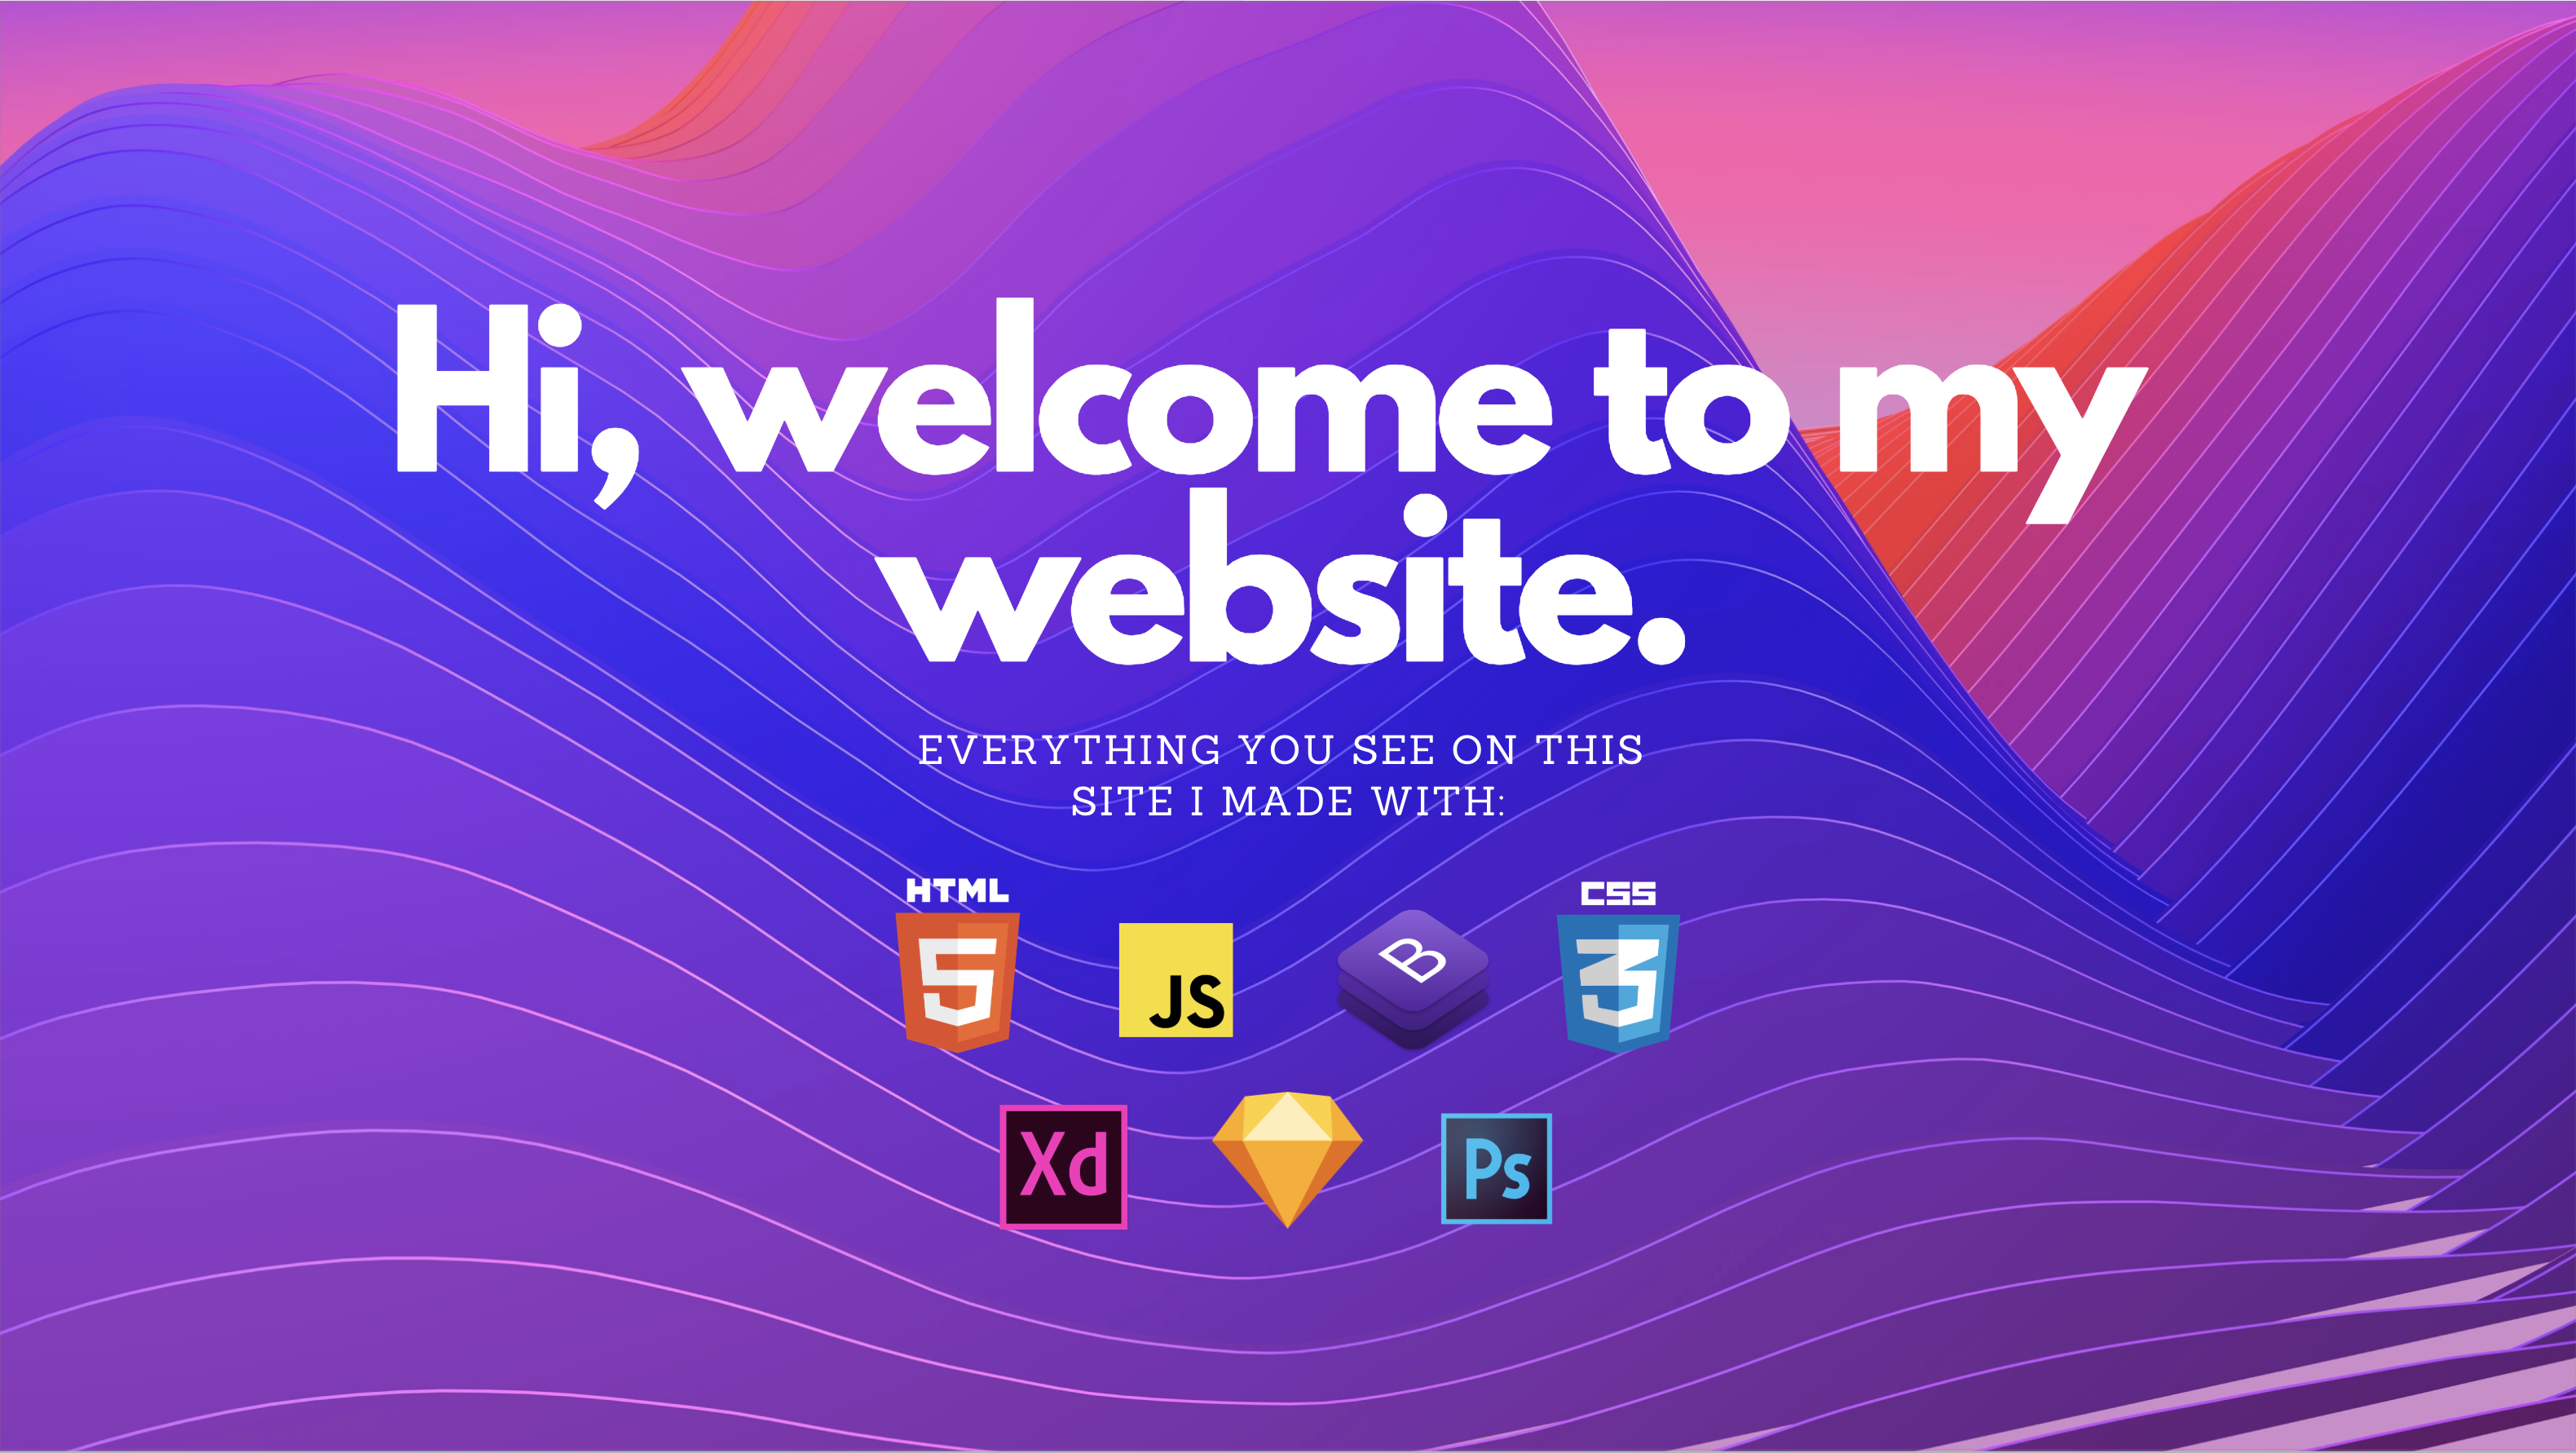 Hi, welcome to my
website.
EVERYTHING YOU SEE ON THIS
SITE I MADE WITH:
HTML
5
JS
B
CSS
3
Xd
Ps